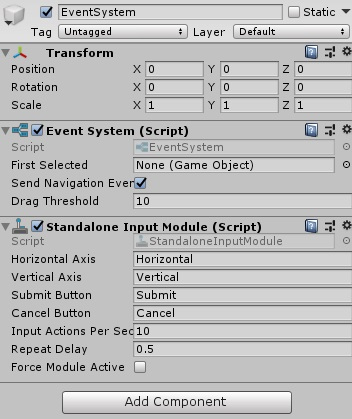 EventSystem Static
Tag Untagged Layer Default
Transform
Position X 0 Y 0 Z 0
Rotation X 0 Y 0 Z 0
Scale X 1 Y 1 Z 1
Event System (Script)
Script EventSystem
First Selected None (Game Object)
Send Navigation Even
Drag Threshold 10
Standalone Input Module (Script)
Script StandaloneInputModule
Horizontal Axis Horizontal
Vertical Axis Vertical
Submit Button Submit
Cancel Button Cancel
Input Actions Per Sec 10
Repeat Delay 0.5
Force Module Active
Add Component